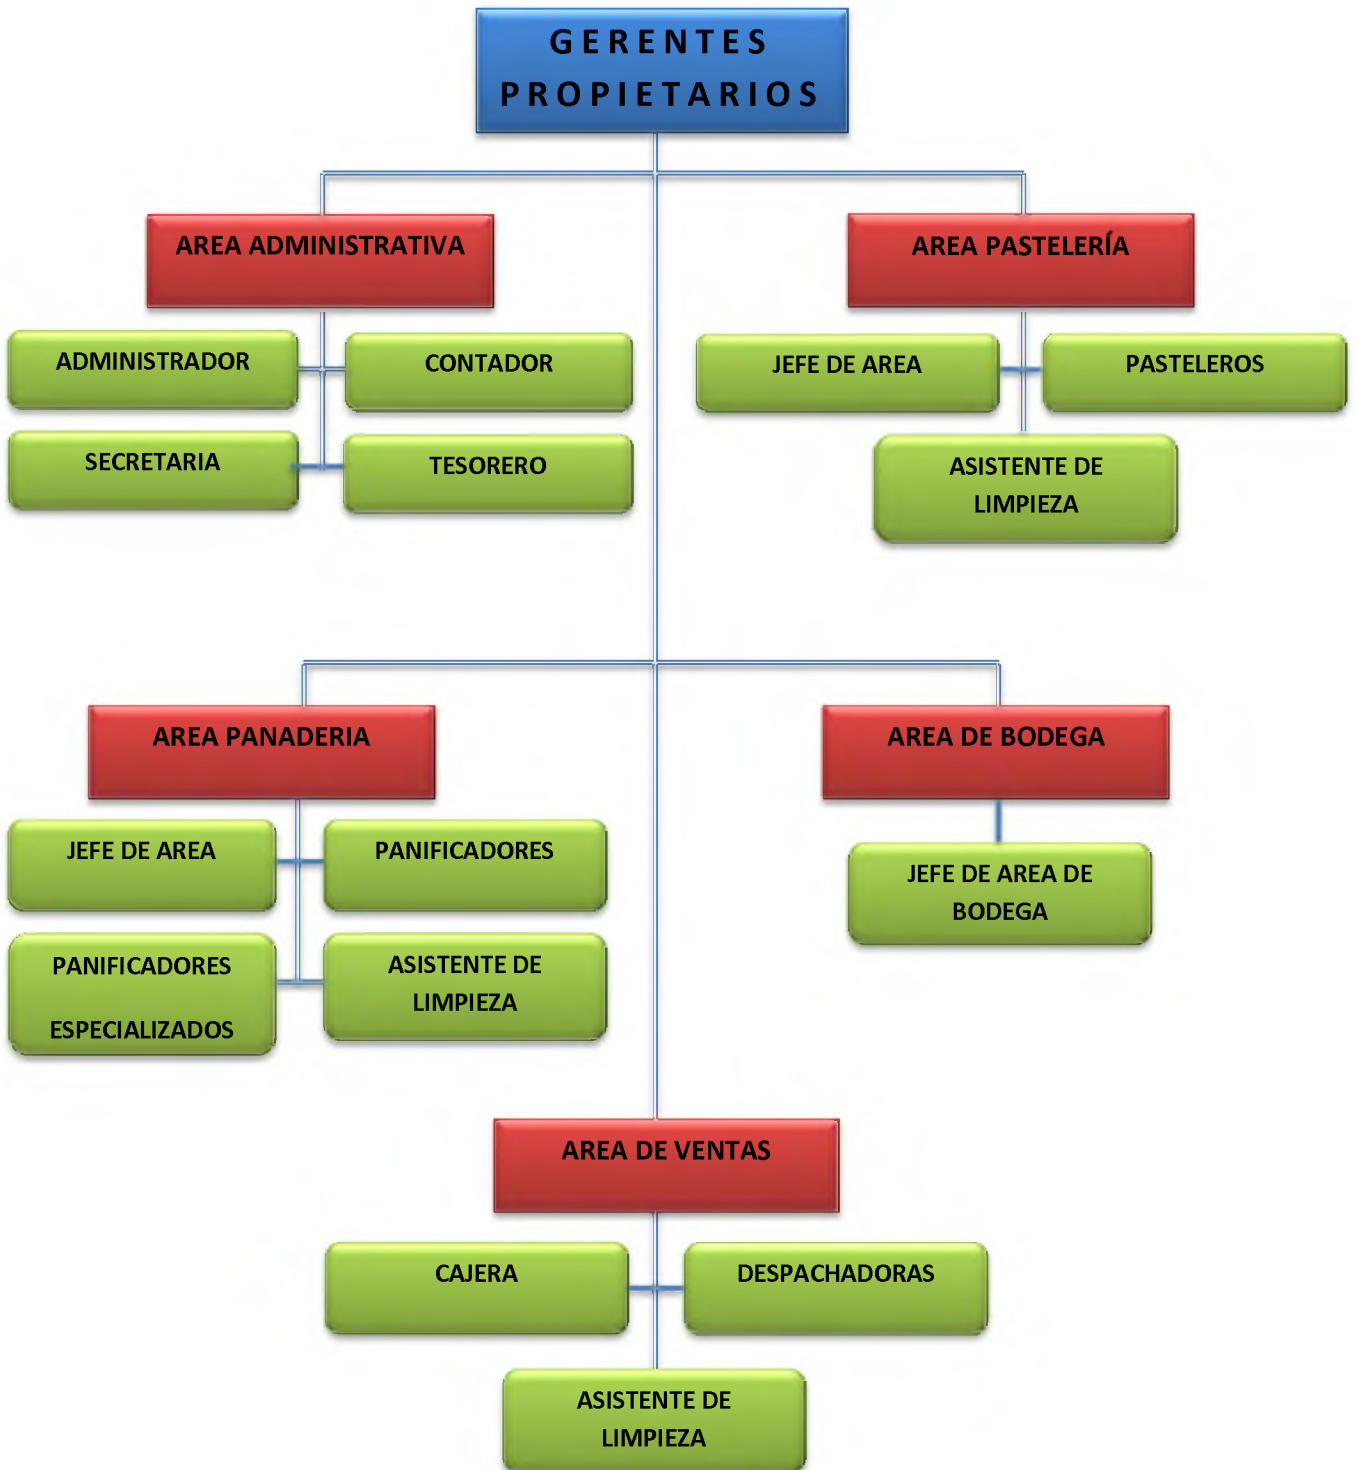 GERENTES
PROPIETARIOS
AREA ADMINISTRATIVA
AREA PASTELERÍA
ADMINISTRADOR
CONTADOR
JEFE DE AREA
PASTELEROS
SECRETARIA
TESORERO
ASISTENTE DE
LIMPIEZA
AREA PANADERIA
AREA DE BODEGA
JEFE DE AREA
PANIFICADORES
JEFE DE AREA DE
BODEGA
PANIFICADORES
ESPECIALIZADOS
ASISTENTE DE
LIMPIEZA
AREA DE VENTAS
CAJERA
DESPACHADORAS
ASISTENTE DE
LIMPIEZA